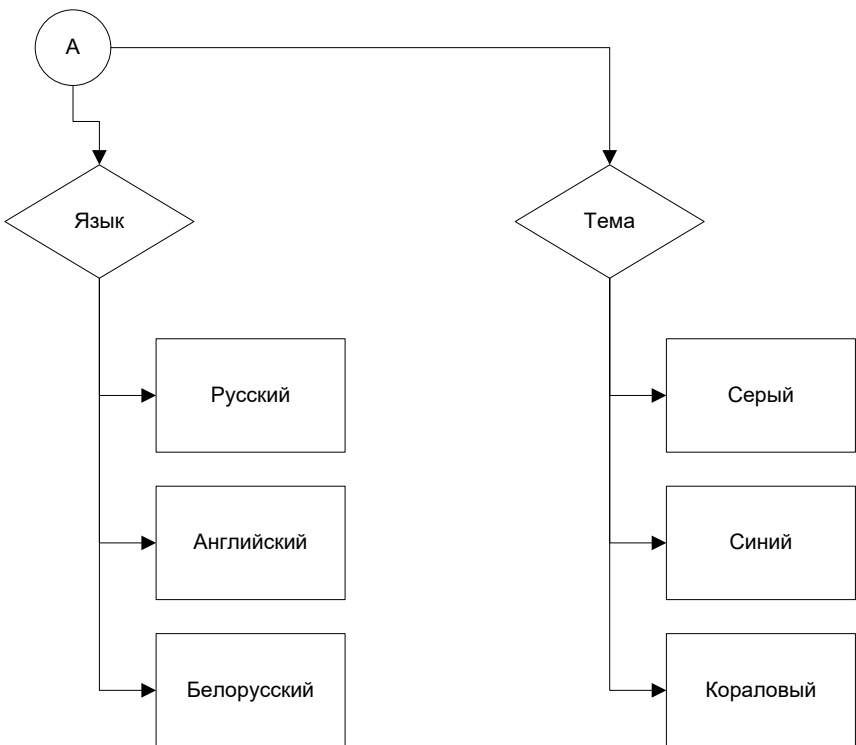 А
Язык
Тема
Русский
Серый
Английский
Синий
Белорусский
Кораловый